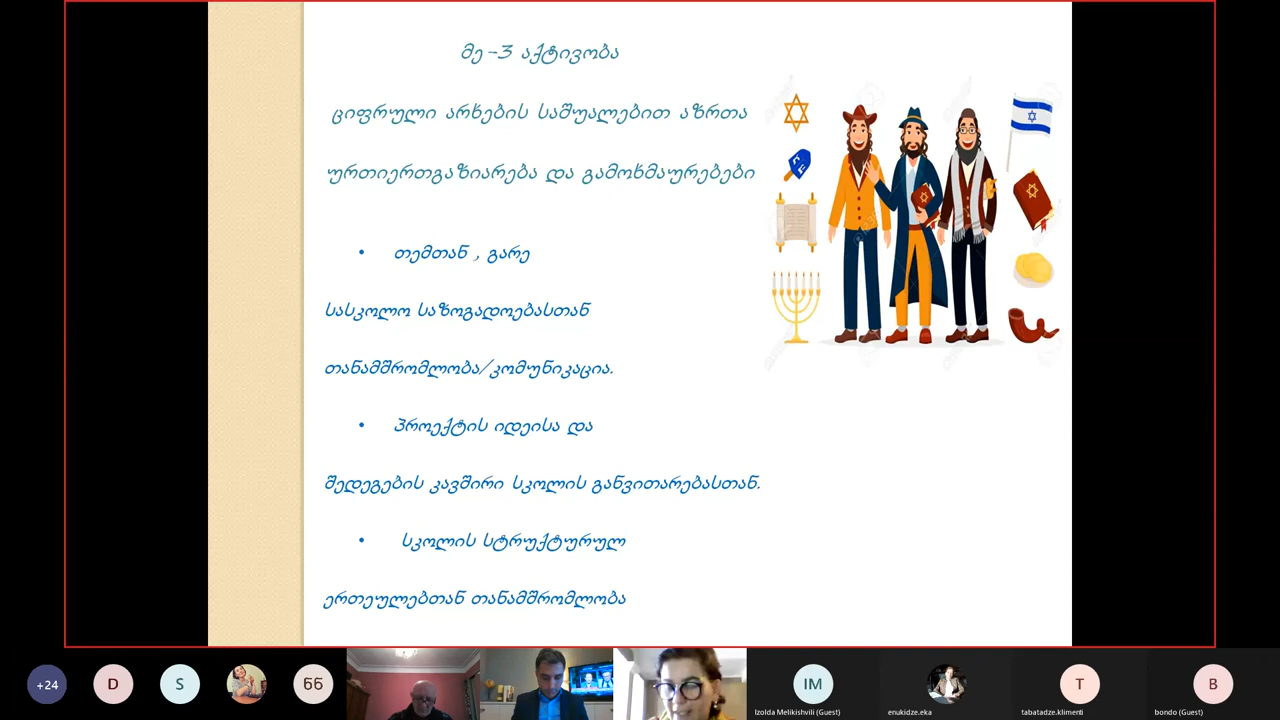 მე-3 აქტივობა
ციფრული არხების საშუალებით აზრთა
ურთიერთგაზიარება და გამოხმაურებები
• თემთან , გარე
სასკოლო საზოგადოებასთან
თანამშრომლობა/კომუნიკაცია.
• პროექტის იდეისა და
შედეგების კავშირი სკოლის განვითარებასთან.
• სკოლის სტრუქტურულ
ერთეულებთან თანამშრომლობა
+24
D
S
ნნ
IM
T
B
Izolda Melikishvili (Guest)
enukidze.eka
tabatadze.klimenti
bondo (Guest)